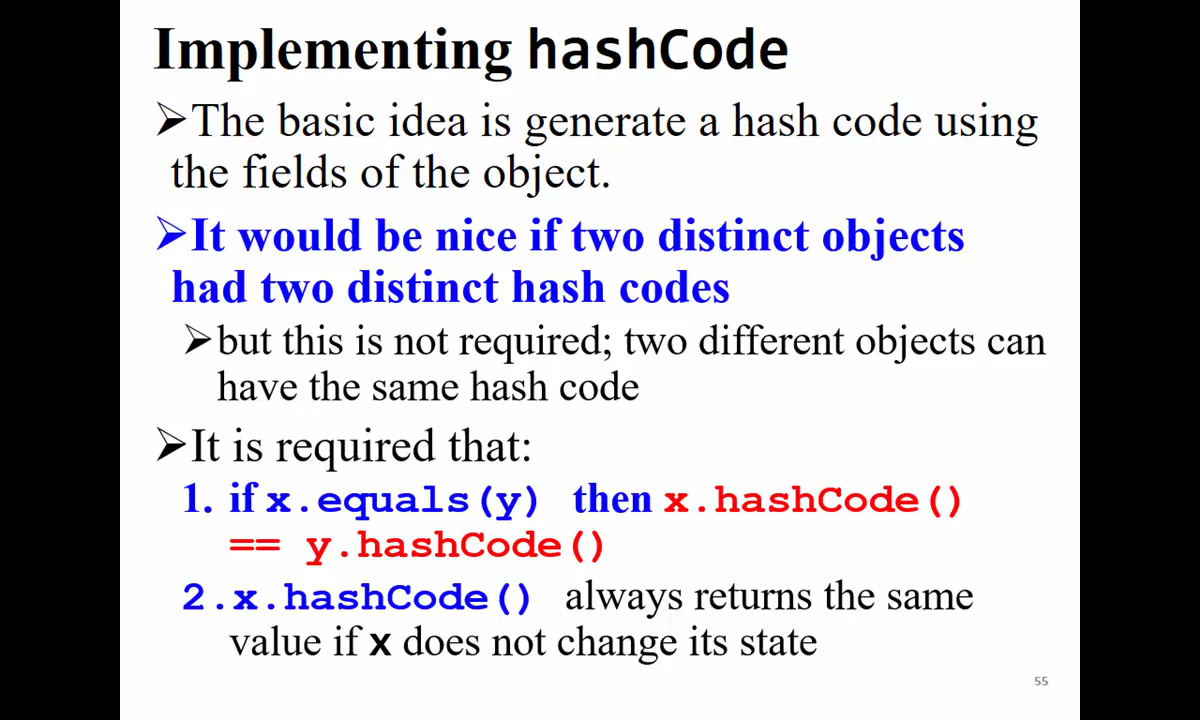 Implementing hashCode
➢The basic idea is generate a hash code using
the fields of the object.
➢It would be nice if two distinct objects
had two distinct hash codes
➢but this is not required; two different objects can
have the same hash code
➢It is required that:
1. if x.equals(y) then x.hashCode()
== y.hashCode()
2.x.hashCode() always returns the same
value if x does not change its state
55